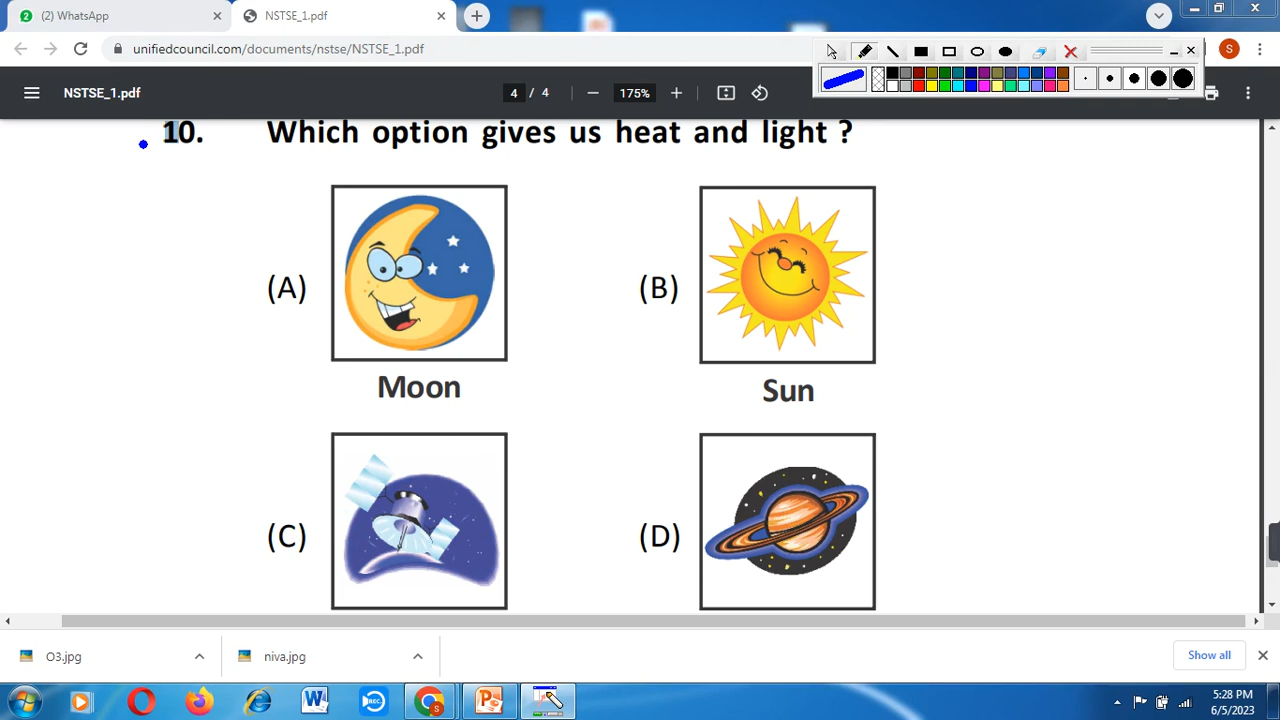 (2) WhatsApp
NSTSE_1.pdf
unifiedcouncil.com/documents/nstse/NSTSE_1.pdf
S
NSTSE_1.pdf
4 / 4
175%
10. Which option gives us heat and light ?
(A)
(B)
Moon
Sun
(C)
(D)
O3.jpg
niva.jpg
Show all
W
REC
S
P
5:28 PM
6/5/2023